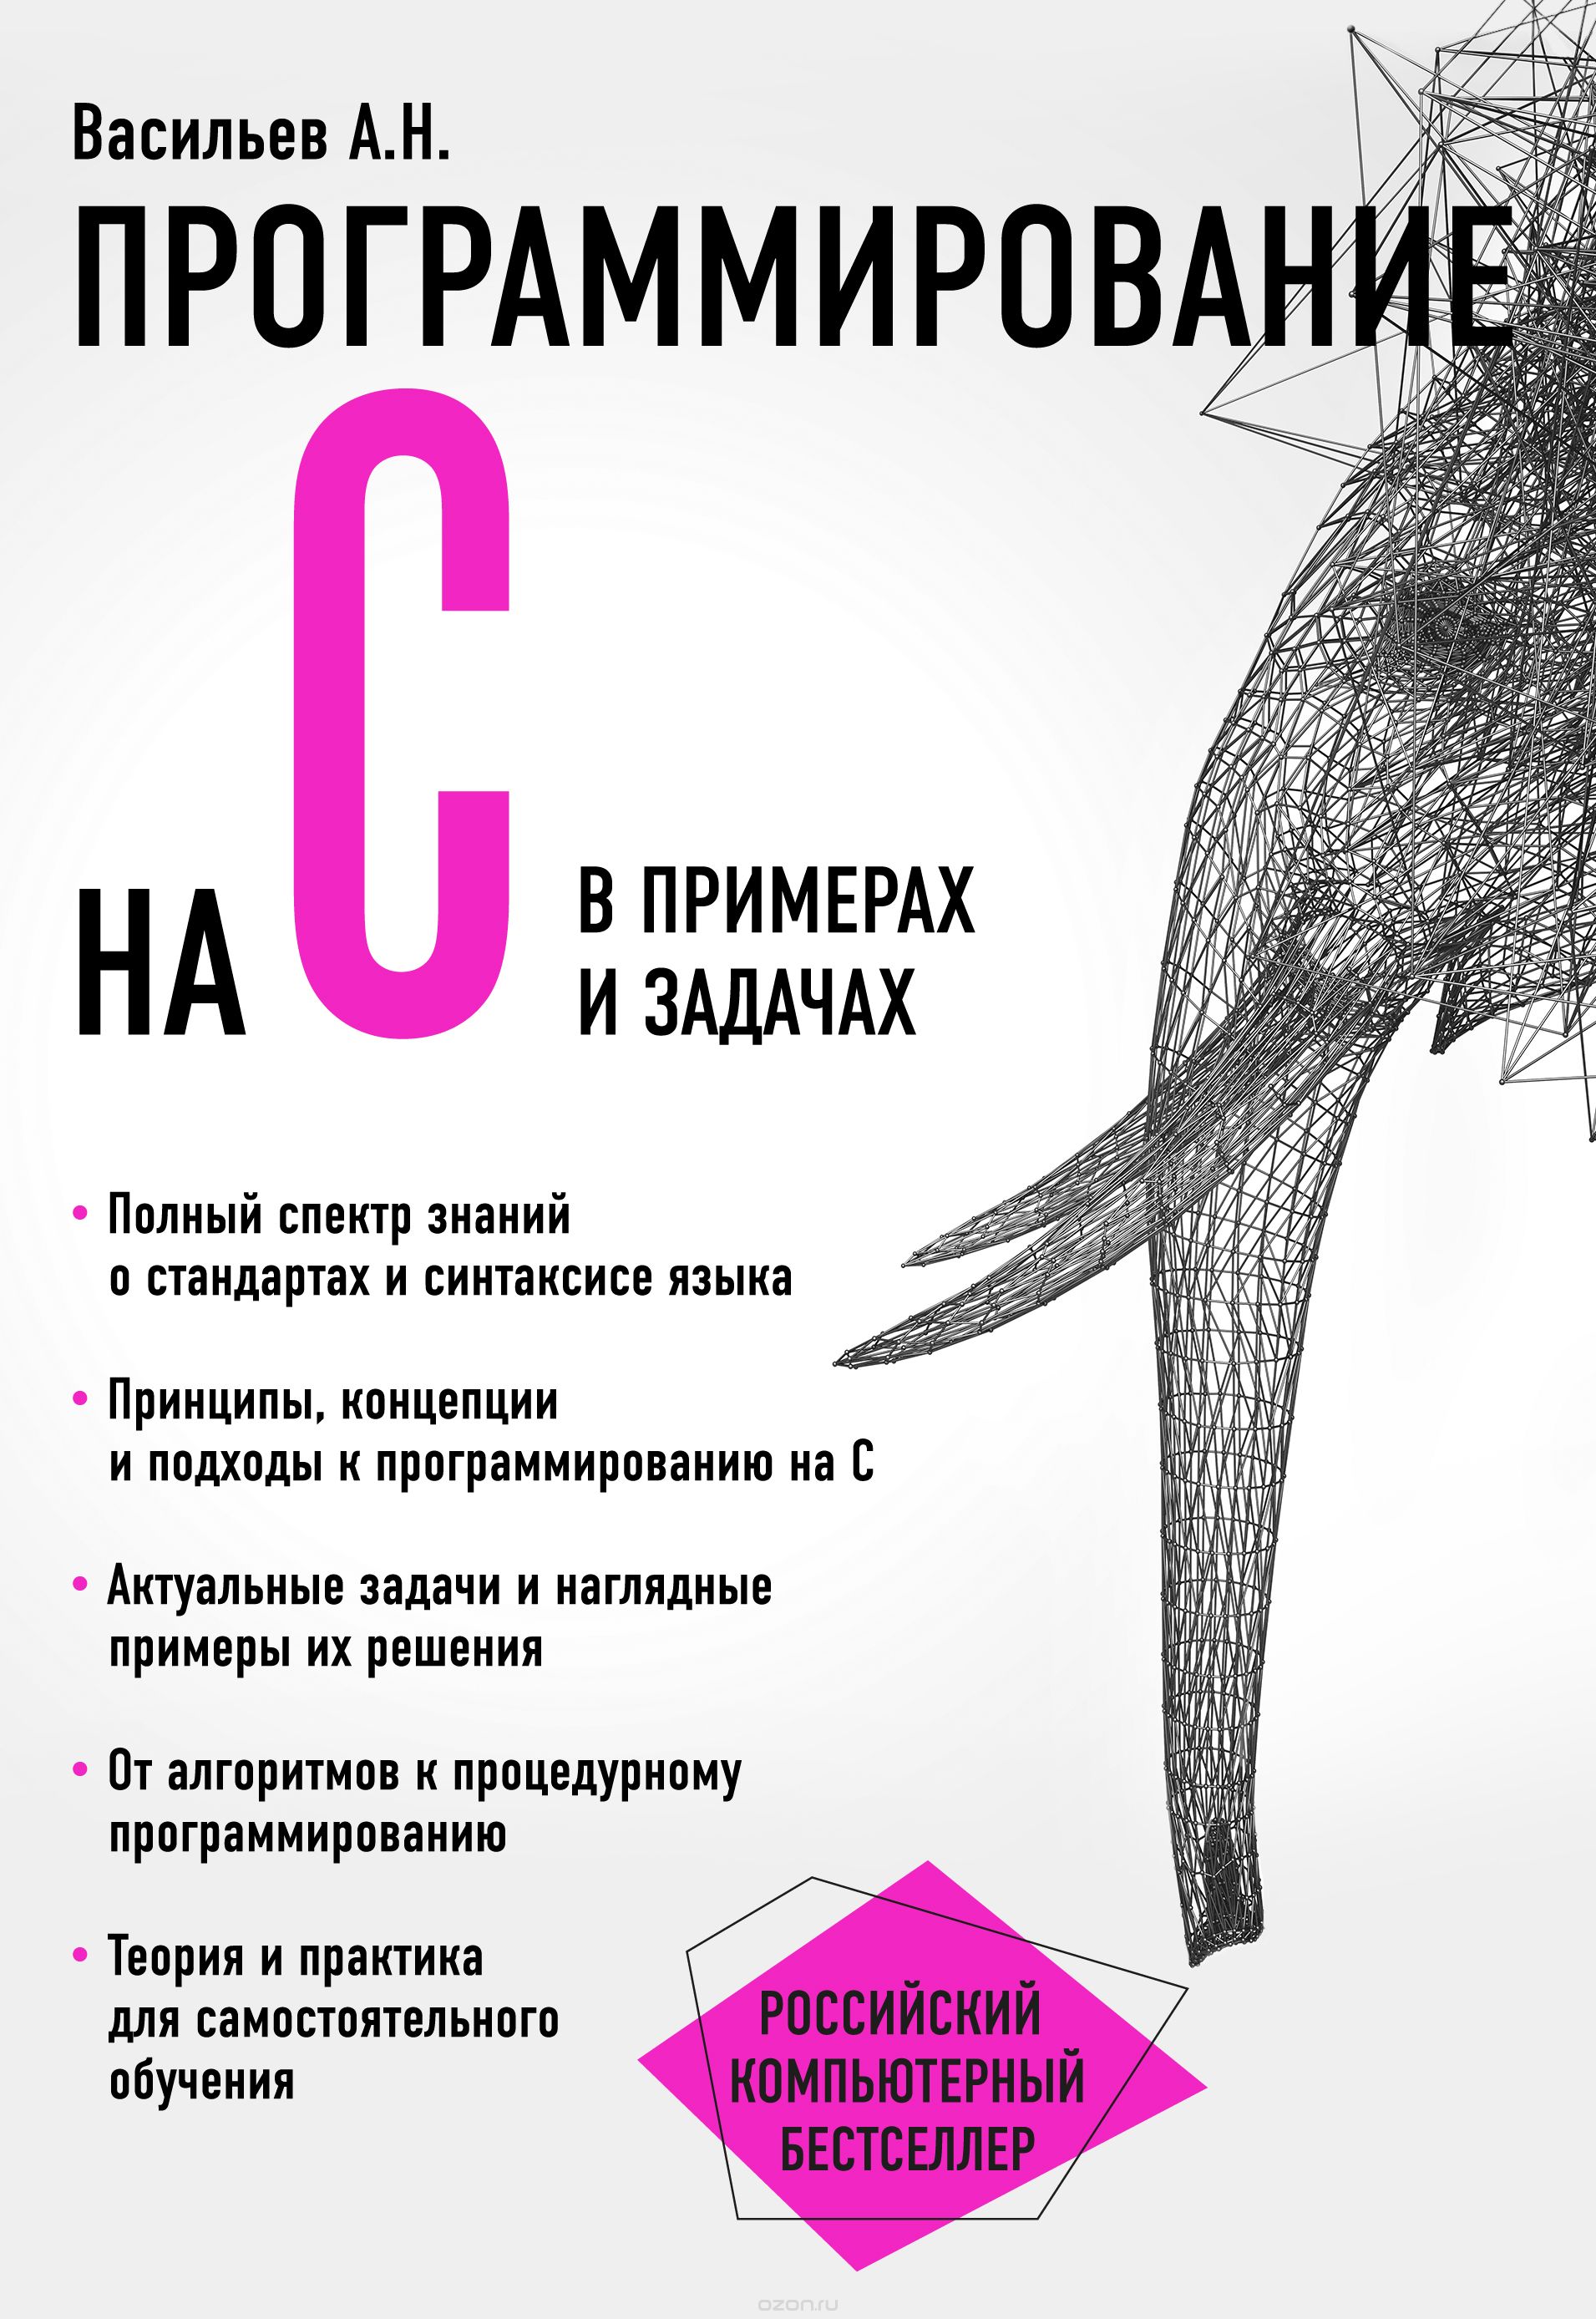 Васильев А.Н.
ПРОГРАММИРОВАНИЕ
НА C В ПРИМЕРАХ
И ЗАДАЧАХ
• Полный спектр знаний
о стандартах и синтаксисе языка
• Принципы, концепции
и подходы к программированию на C
• Актуальные задачи и наглядные
примеры их решения
• От алгоритмов к процедурному
программированию
• Теория и практика
для самостоятельного
обучения
РОССИЙСКИЙ
КОМПЬЮТЕРНЫЙ
БЕСТСЕЛЛЕР
ozon.ru